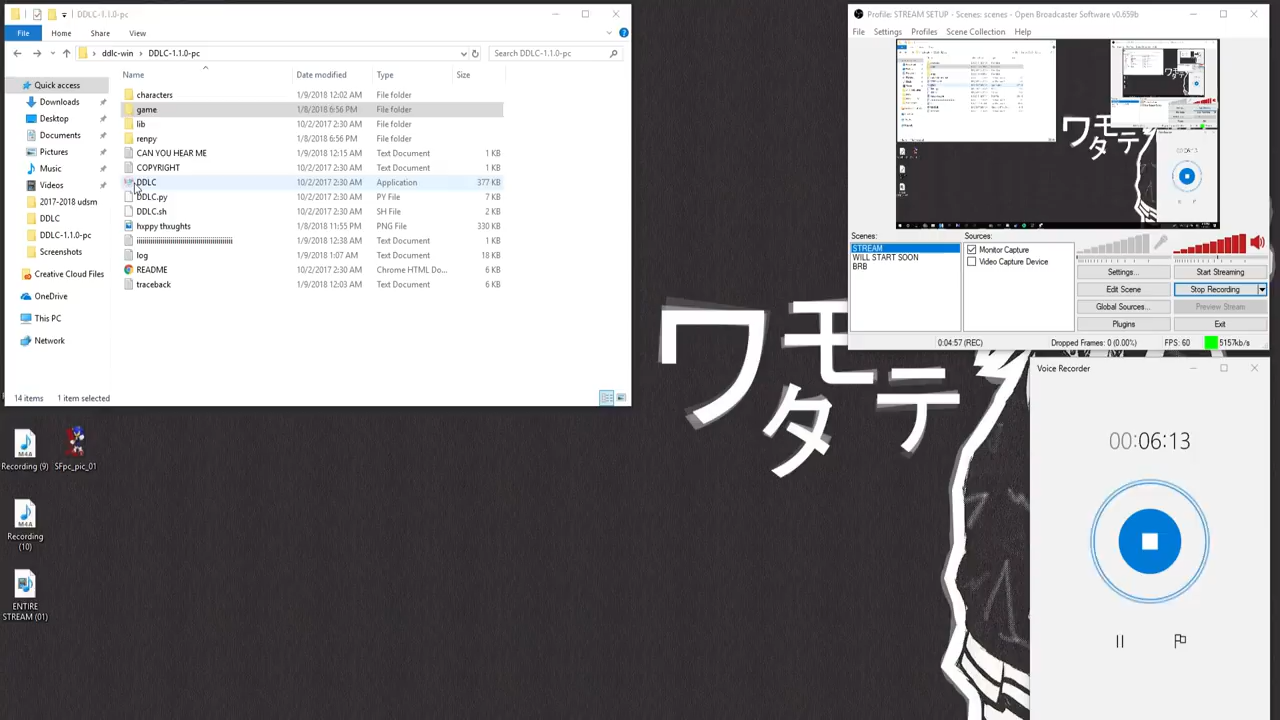 DDLC-1.1.0-pc
File Home Share View
ddlc-win DDLC-1.1.0-pc Search DDLC-1.1.0-pc
Name Date modified Type Size
Quick access
Downloads
Desktop
Documents
Pictures
Music
Videos
2017-2018 udsm
DDLC
DDLC-1.1.0-pc
Screenshots
Creative Cloud Files
OneDrive
This PC
Network
characters 1/9/2018 12:02 AM File folder
game 1/8/2018 6:56 PM File folder
lib 10/2/2017 2:30 AM File folder
renpy 1/8/2018 6:56 PM File folder
CAN YOU HEAR ME 1/9/2018 12:15 AM Text Document 1 KB
COPYRIGHT 10/2/2017 2:30 AM Text Document 1 KB
DDLC 10/2/2017 2:30 AM Application 377 KB
DDLC.py 10/2/2017 2:30 AM PY File 7 KB
DDLC.sh 10/2/2017 2:30 AM SH File 2 KB
hxppy thxughts 1/8/2018 11:55 PM PNG File 330 KB
1/9/2018 12:38 AM Text Document 1 KB
log 1/9/2018 1:07 AM Text Document 18 KB
README 10/2/2017 2:30 AM Chrome HTML Do... 6 KB
traceback 1/9/2018 12:03 AM Text Document 6 KB
14 items 1 item selected
Recording (9)
SFpc_pic_01
Recording
(10)
ENTIRE
STREAM (01)
ワモ
タテ
Profile: STREAM SETUP - Scenes: scenes - Open Broadcaster Software v0.659b
File Settings Profiles Scene Collection Help
ワモ
タテ
Scenes:
STREAM
WILL START SOON
BRB
Sources:
Monitor Capture
Video Capture Device
Settings... Start Streaming
Edit Scene Stop Recording
Global Sources... Preview Stream
Plugins Exit
0:04:57 (REC) Dropped Frames: 0 (0.00%) FPS: 60 5157kb/s
Voice Recorder
00:06:13